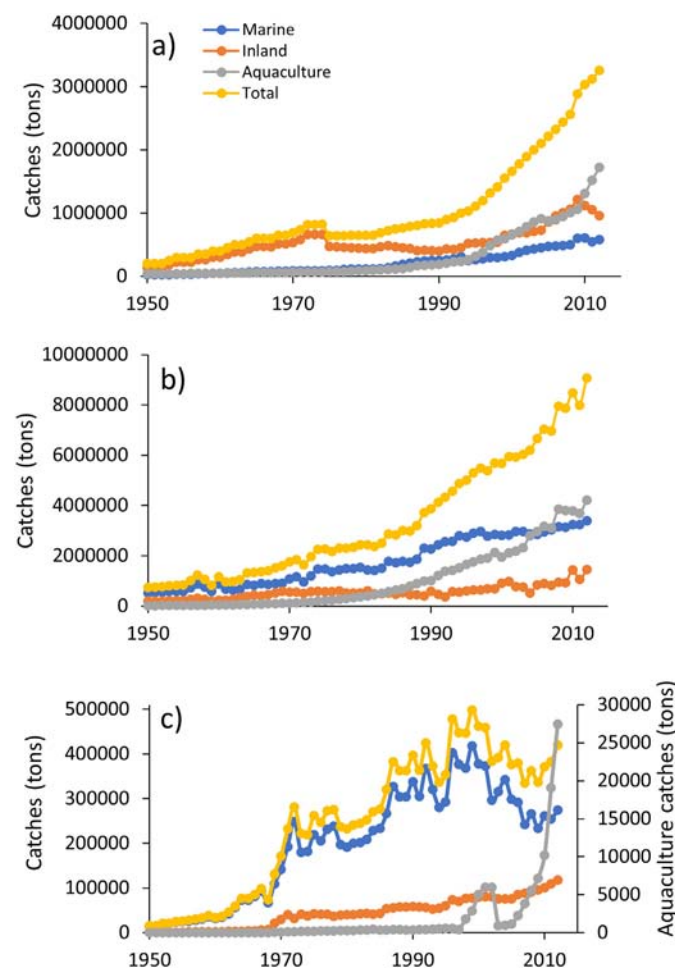 a)
Marine
Inland
Aquaculture
Total
Catches (tons)
4000000
3000000
2000000
1000000
0
1950 1970 1990 2010
b)
Catches (tons)
10000000
8000000
6000000
4000000
2000000
0
1950 1970 1990 2010
c)
Catches (tons)
500000
400000
300000
200000
100000
0
Aquaculture catches (tons)
30000
25000
20000
15000
10000
5000
0
1950 1970 1990 2010